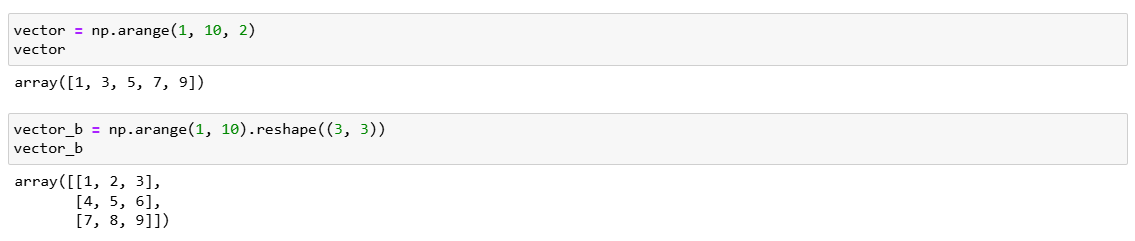 vector = np.arange(1, 10, 2)
vector
array([1, 3, 5, 7, 9])
vector_b = np.arange(1, 10).reshape((3, 3))
vector_b
array([[1, 2, 3],
       [4, 5, 6],
       [7, 8, 9]])